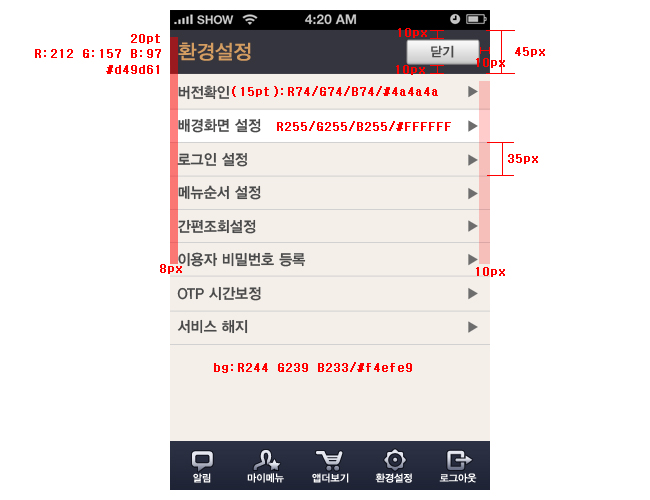 SHOW 4:20 AM
20pt
R:212 G:157 B:97
#d49d61
환경설정
10px
닫기
45px
10px
10px
버전확인(15pt):R74/G74/B74/#4a4a4a
배경화면 설정 R255/G255/B255/#FFFFFF
로그인 설정
35px
메뉴순서 설정
간편조회설정
이용자 비밀번호 등록
8px
10px
OTP 시간보정
서비스 해지
bg:R244 G239 B233/#f4efe9
알림 마이메뉴 앱더보기 환경설정 로그아웃